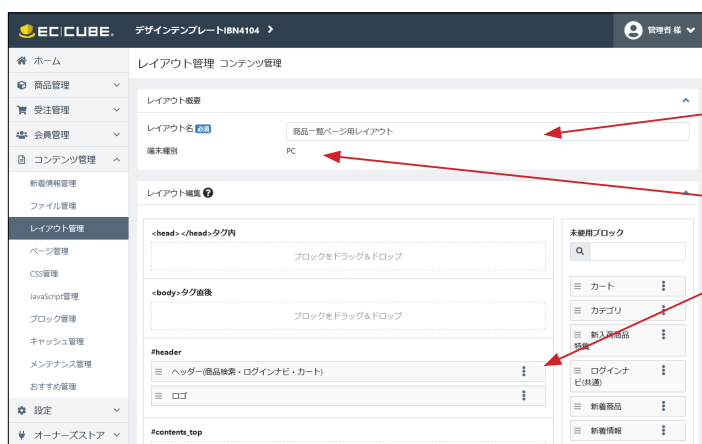 EC CUBE.
デザインテンプレートIBN4104
管理者 様
ホーム
商品管理
受注管理
会員管理
コンテンツ管理
新着情報管理
ファイル管理
レイアウト管理
ページ管理
CSS管理
JavaScript管理
ブロック管理
キャッシュ管理
メンテナンス管理
おすすめ管理
設定
オーナーズストア
レイアウト管理 コンテンツ管理
レイアウト概要
レイアウト名 必須
商品一覧ページ用レイアウト
端末種別
PC
レイアウト編集 ?
<head></head>タグ内
ブロックをドラッグ&ドロップ
<body>タグ直後
ブロックをドラッグ&ドロップ
#header
ヘッダー(商品検索・ログインナビ・カート)
ロゴ
#contents_top
未使用ブロック
カート
カテゴリ
新入荷商品
特集
ログインナ
ビ(共通)
新着商品
新着情報